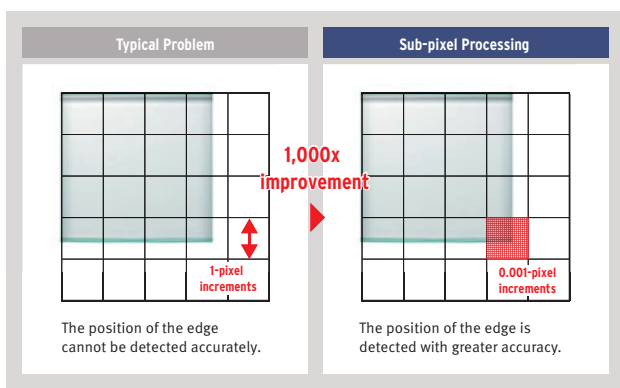 Typical Problem
Sub-pixel Processing
1,000x
improvement
1-pixel
increments
0.001-pixel
increments
The position of the edge
cannot be detected accurately.
The position of the edge is
detected with greater accuracy.